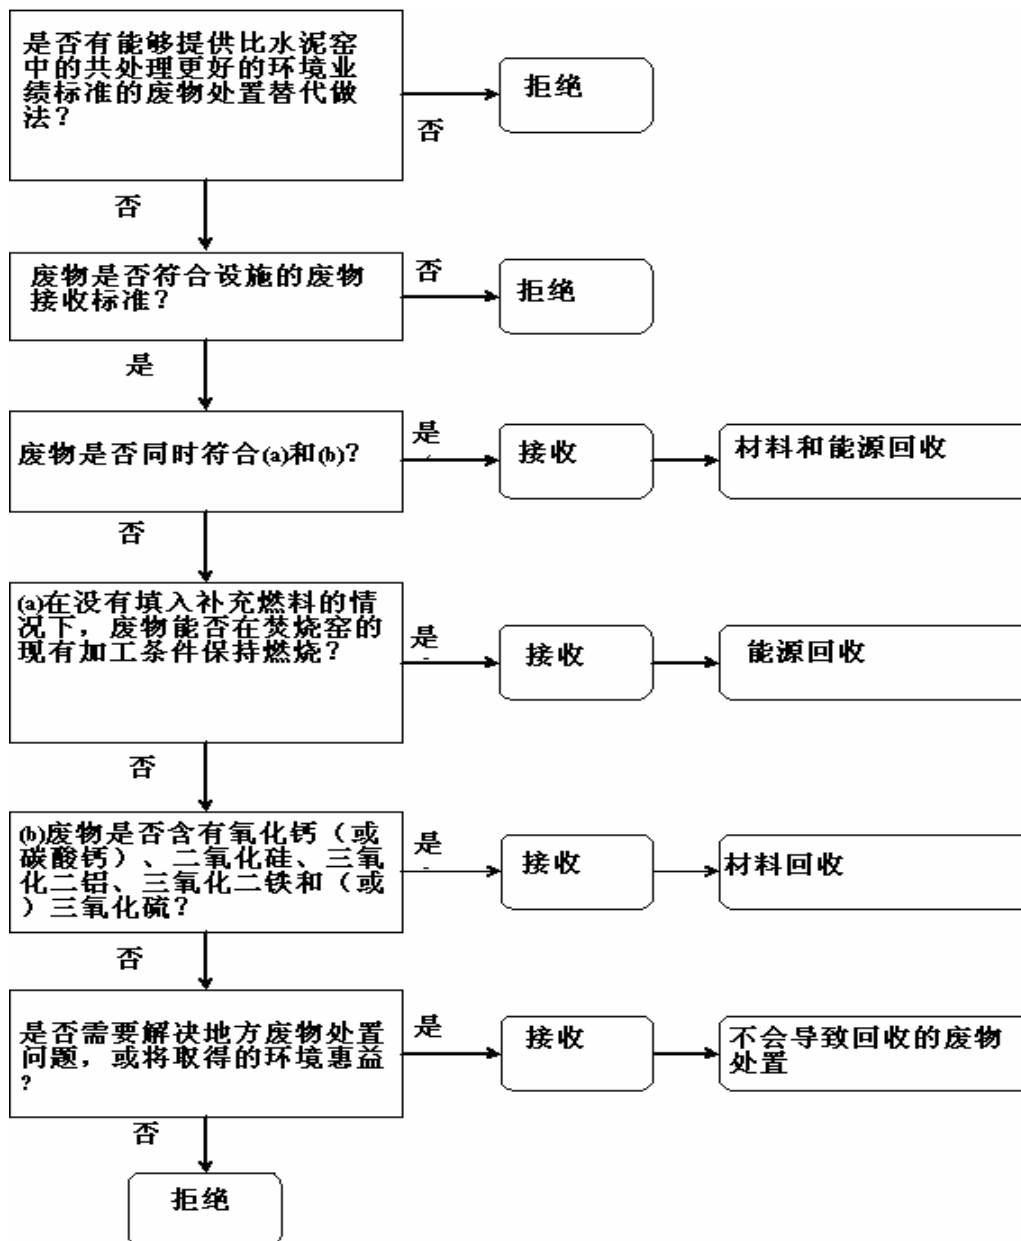 是否有能够提供比水泥窑
中的共处理更好的环境业
绩标准的废物处置替代做
法？
否
拒绝
否
废物是否符合设施的废物
接收标准？
否
拒绝
是
废物是否同时符合(a)和(b)？
是
接收
材料和能源回收
否
(a)在没有填入补充燃料的情
况下，废物能否在焚烧窑的
现有加工条件保持燃烧？
是
接收
能源回收
否
(b)废物是否含有氧化钙（或
碳酸钙）、二氧化硅、三氧
化二铝、三氧化二铁和（或
）三氧化硫？
是
接收
材料回收
否
是否需要解决地方废物处置
问题，或将取得的环境惠益
？
是
接收
不会导致回收的废物
处置
否
拒绝